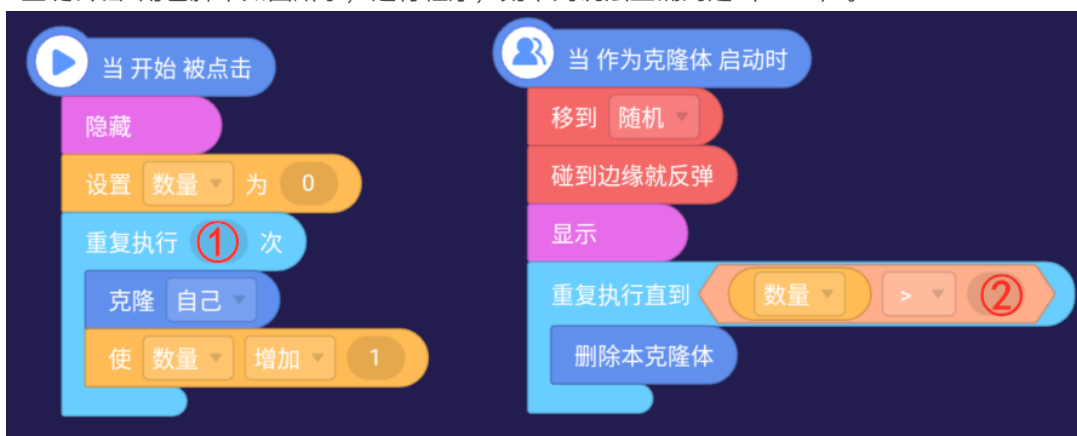 当 开始 被点击
隐藏
设置 数量 为 0
重复执行 ① 次
克隆 自己
使 数量 增加 1
当 作为克隆体 启动时
移到 随机
碰到边缘就反弹
显示
重复执行直到 数量 > ②
删除本克隆体